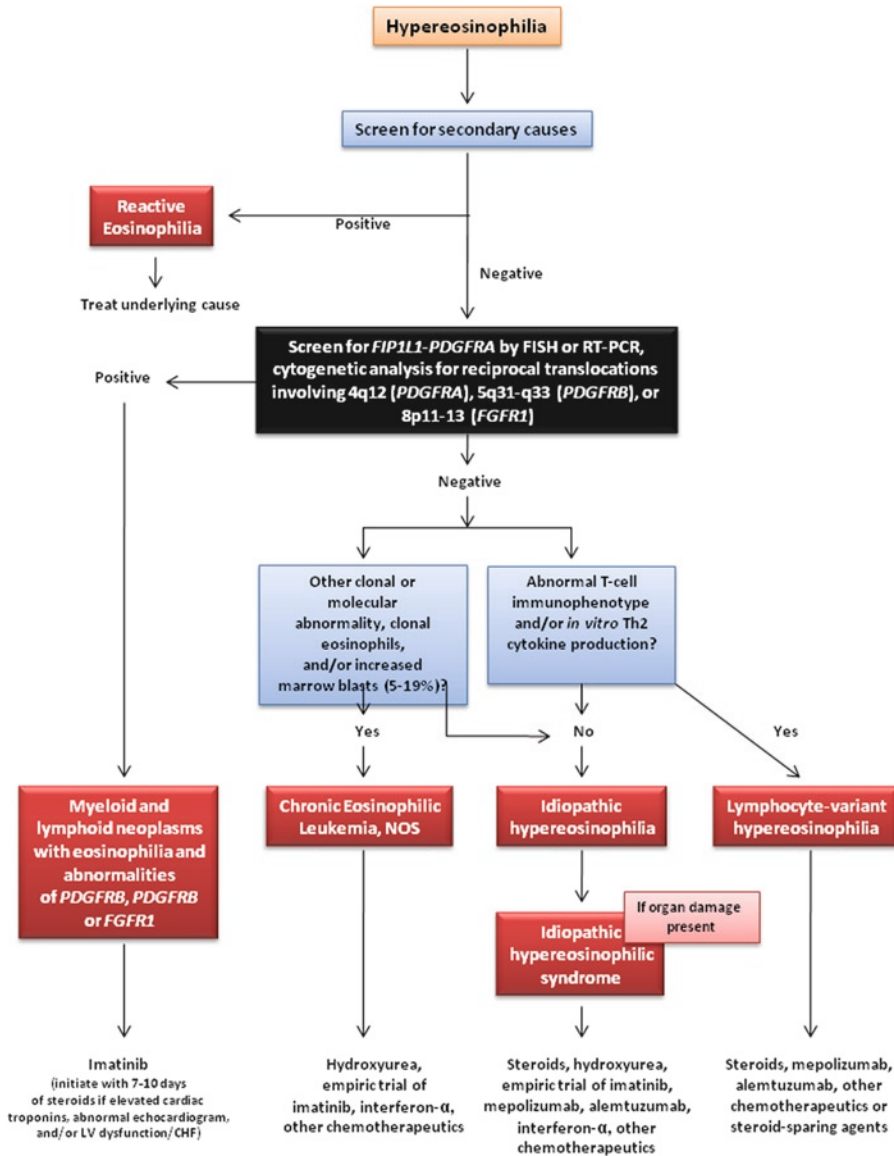 Hypereosinophilia
Screen for secondary causes
Reactive
Eosinophilia
Positive
Negative
Treat underlying cause
Screen for FIP1L1-PDGFRA by FISH or RT-PCR,
cytogenetic analysis for reciprocal translocations
involving 4q12 (PDGFRA), 5q31-q33 (PDGFRB), or
8p11-13 (FGFR1)
Positive
Negative
Other clonal or
molecular
abnormality, clonal
eosinophils,
and/or increased
marrow blasts (5-19%)?
Abnormal T-cell
immunophenotype
and/or in vitro Th2
cytokine production?
Yes
No
Yes
Myeloid and
lymphoid neoplasms
with eosinophilia and
abnormalities
of PDGFRB, PDGFRB
or FGFR1
Chronic Eosinophilic
Leukemia, NOS
Idiopathic
hypereosinophilia
Lymphocyte-variant
hypereosinophilia
If organ damage
present
Idiopathic
hypereosinophilic
syndrome
Imatinib
(initiate with 7-10 days
of steroids if elevated cardiac
troponins, abnormal echocardiogram,
and/or LV dysfunction/CHF)
Hydroxyurea,
empiric trial of
imatinib, interferon-α,
other chemotherapeutics
Steroids, hydroxyurea,
empiric trial of imatinib,
mepolizumab, alemtuzumab,
interferon-α, other
chemotherapeutics
Steroids, mepolizumab,
alemtuzumab, other
chemotherapeutics or
steroid-sparing agents